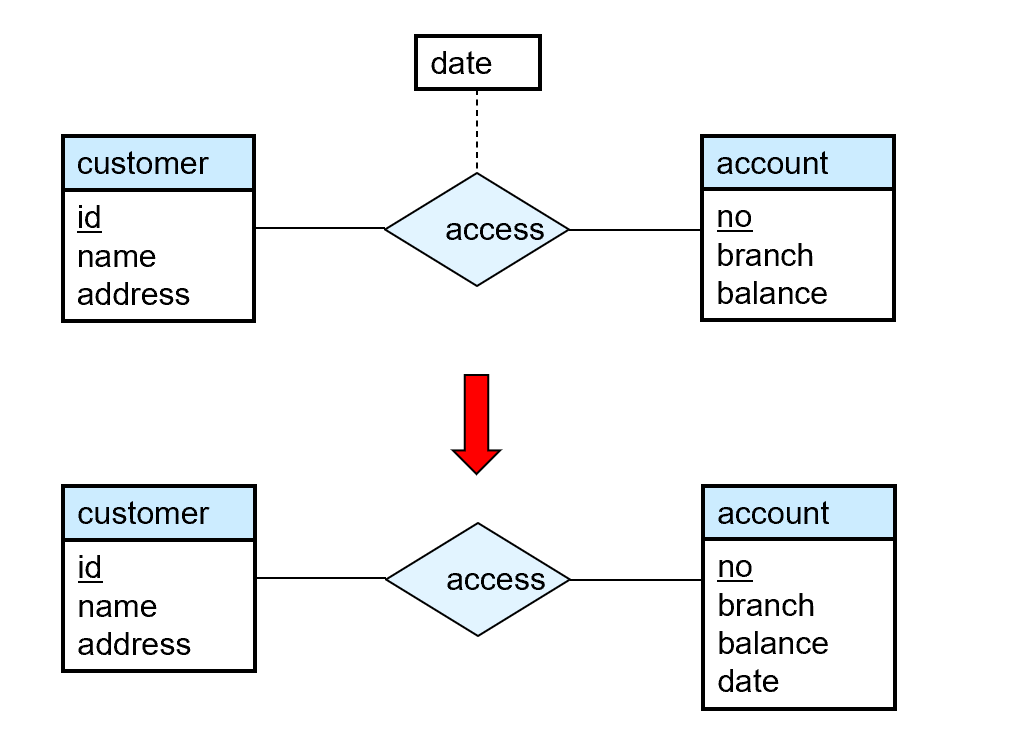 date
customer
id
name
address
access
account
no
branch
balance
customer
id
name
address
access
account
no
branch
balance
date